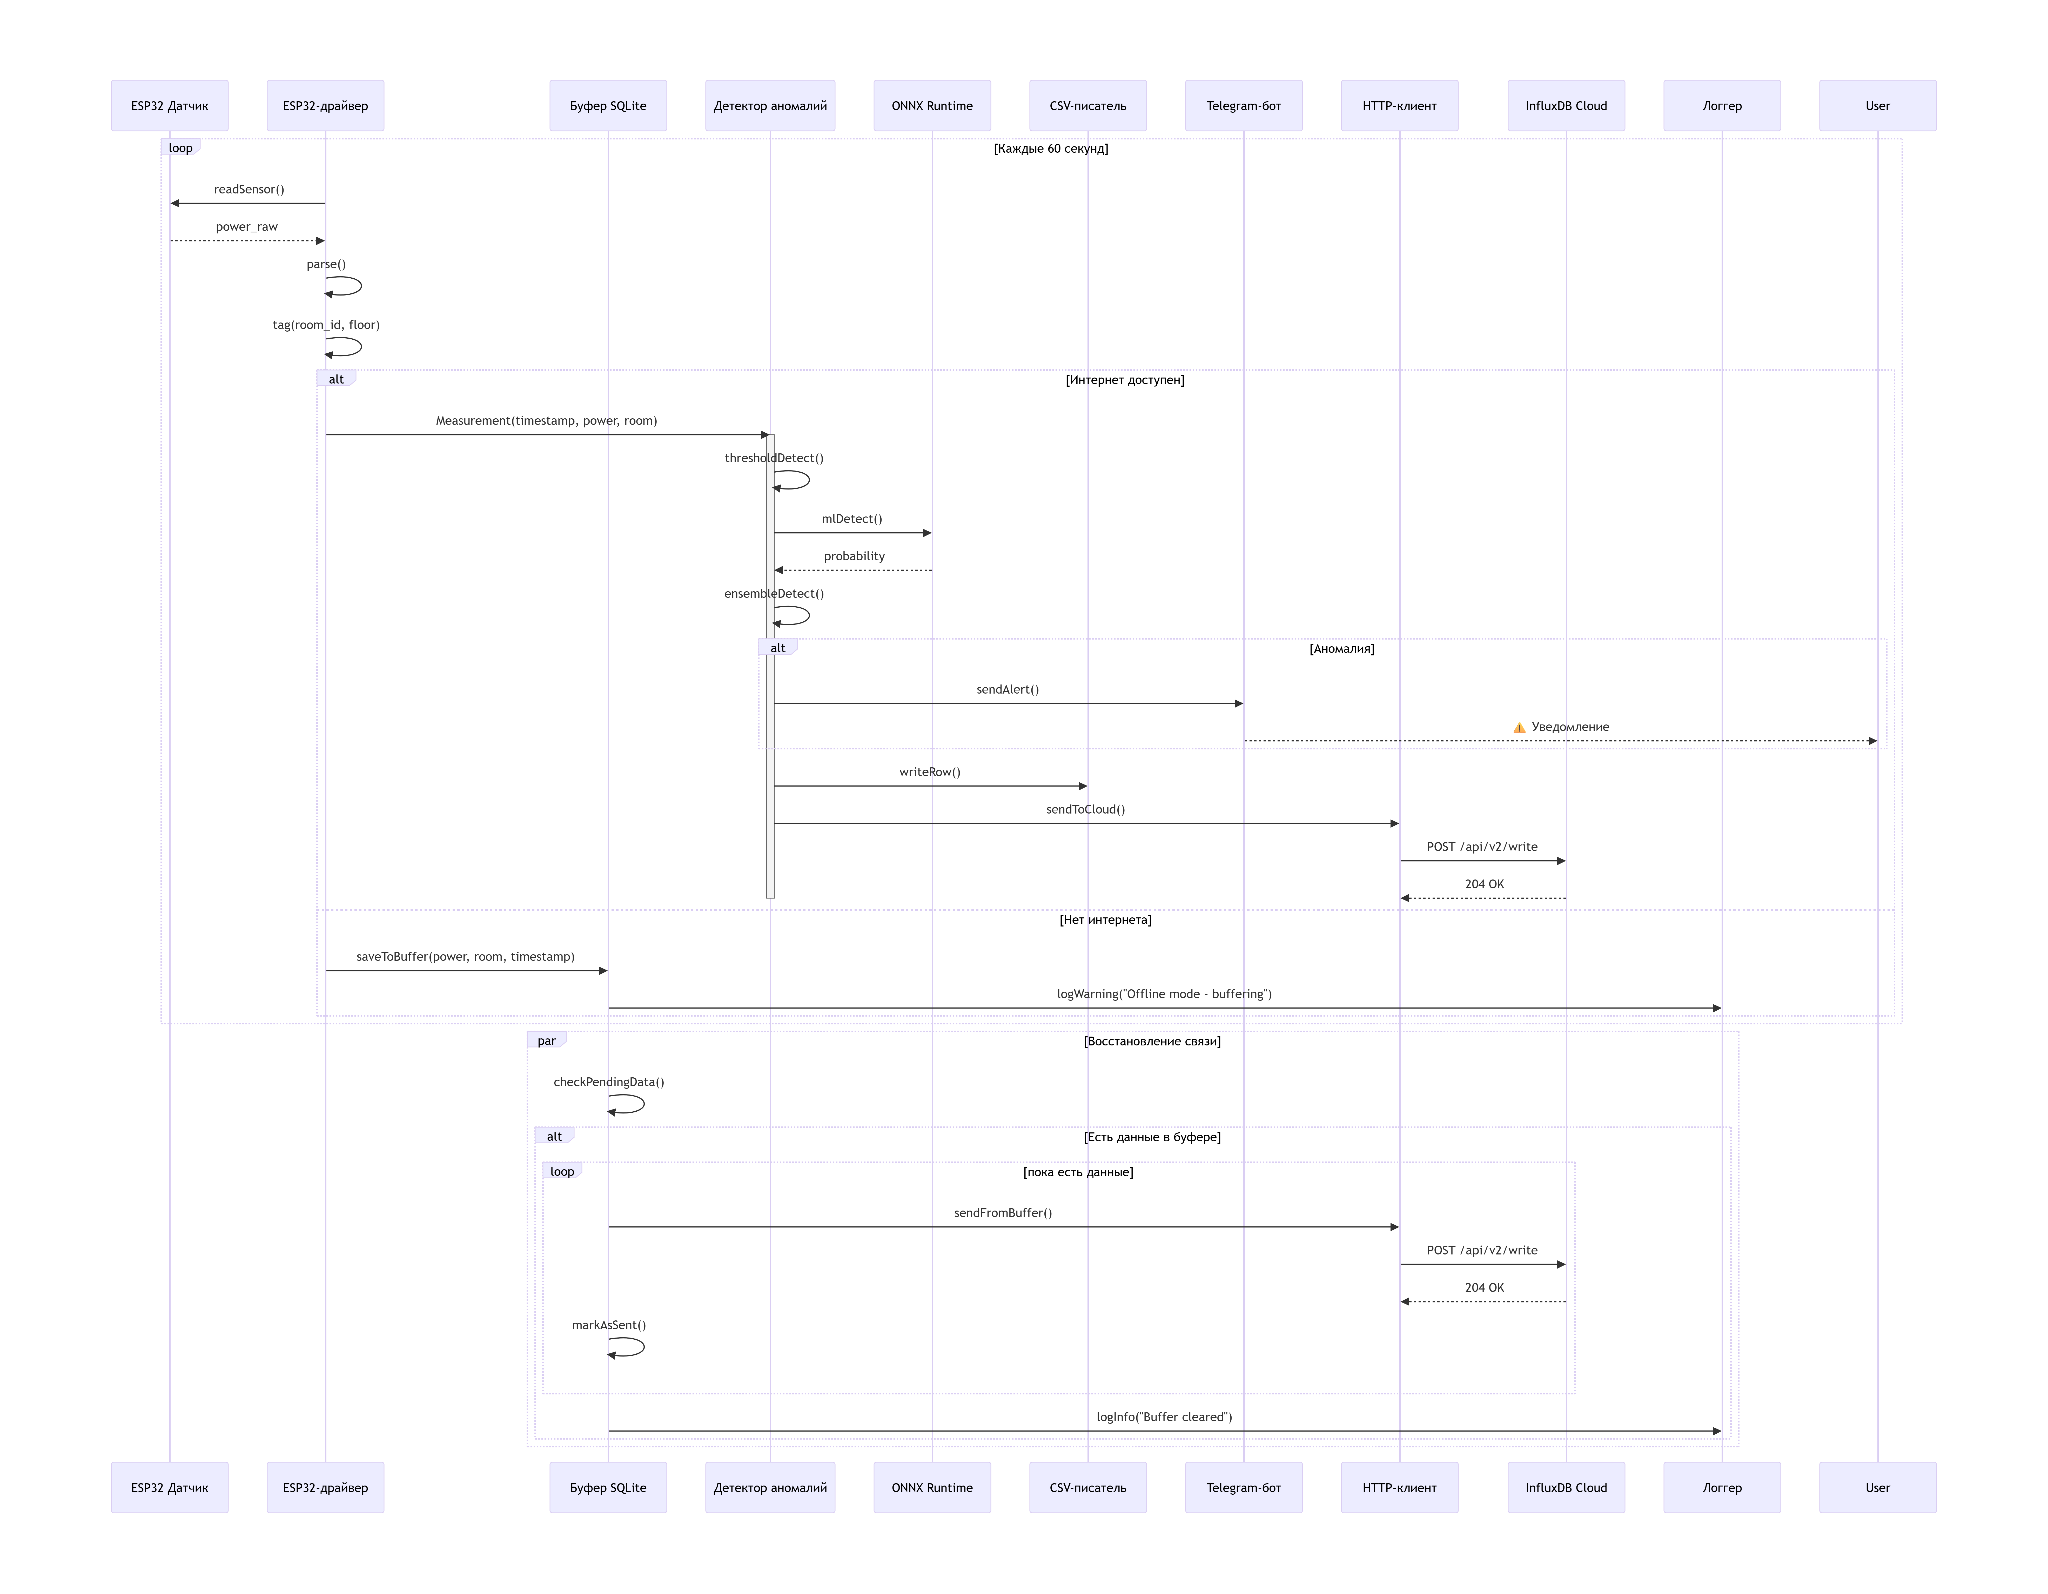 ESP32 Датчик
ESP32-драйвер
Буфер SQLite
Детектор аномалий
ONNX Runtime
CSV-писатель
Telegram-бот
HTTP-клиент
InfluxDB Cloud
Логгер
User
loop
[Каждые 60 секунд]
readSensor()
power_raw
parse()
tag(room_id, floor)
alt
[Интернет доступен]
Measurement(timestamp, power, room)
thresholdDetect()
mlDetect()
probability
ensembleDetect()
alt
[Аномалия]
sendAlert()
⚠️ Уведомление
writeRow()
sendToCloud()
POST /api/v2/write
204 OK
[Нет интернета]
saveToBuffer(power, room, timestamp)
logWarning("Offline mode - buffering")
par
[Восстановление связи]
checkPendingData()
alt
[Есть данные в буфере]
loop
[пока есть данные]
sendFromBuffer()
POST /api/v2/write
204 OK
markAsSent()
logInfo("Buffer cleared")
ESP32 Датчик
ESP32-драйвер
Буфер SQLite
Детектор аномалий
ONNX Runtime
CSV-писатель
Telegram-бот
HTTP-клиент
InfluxDB Cloud
Логгер
User